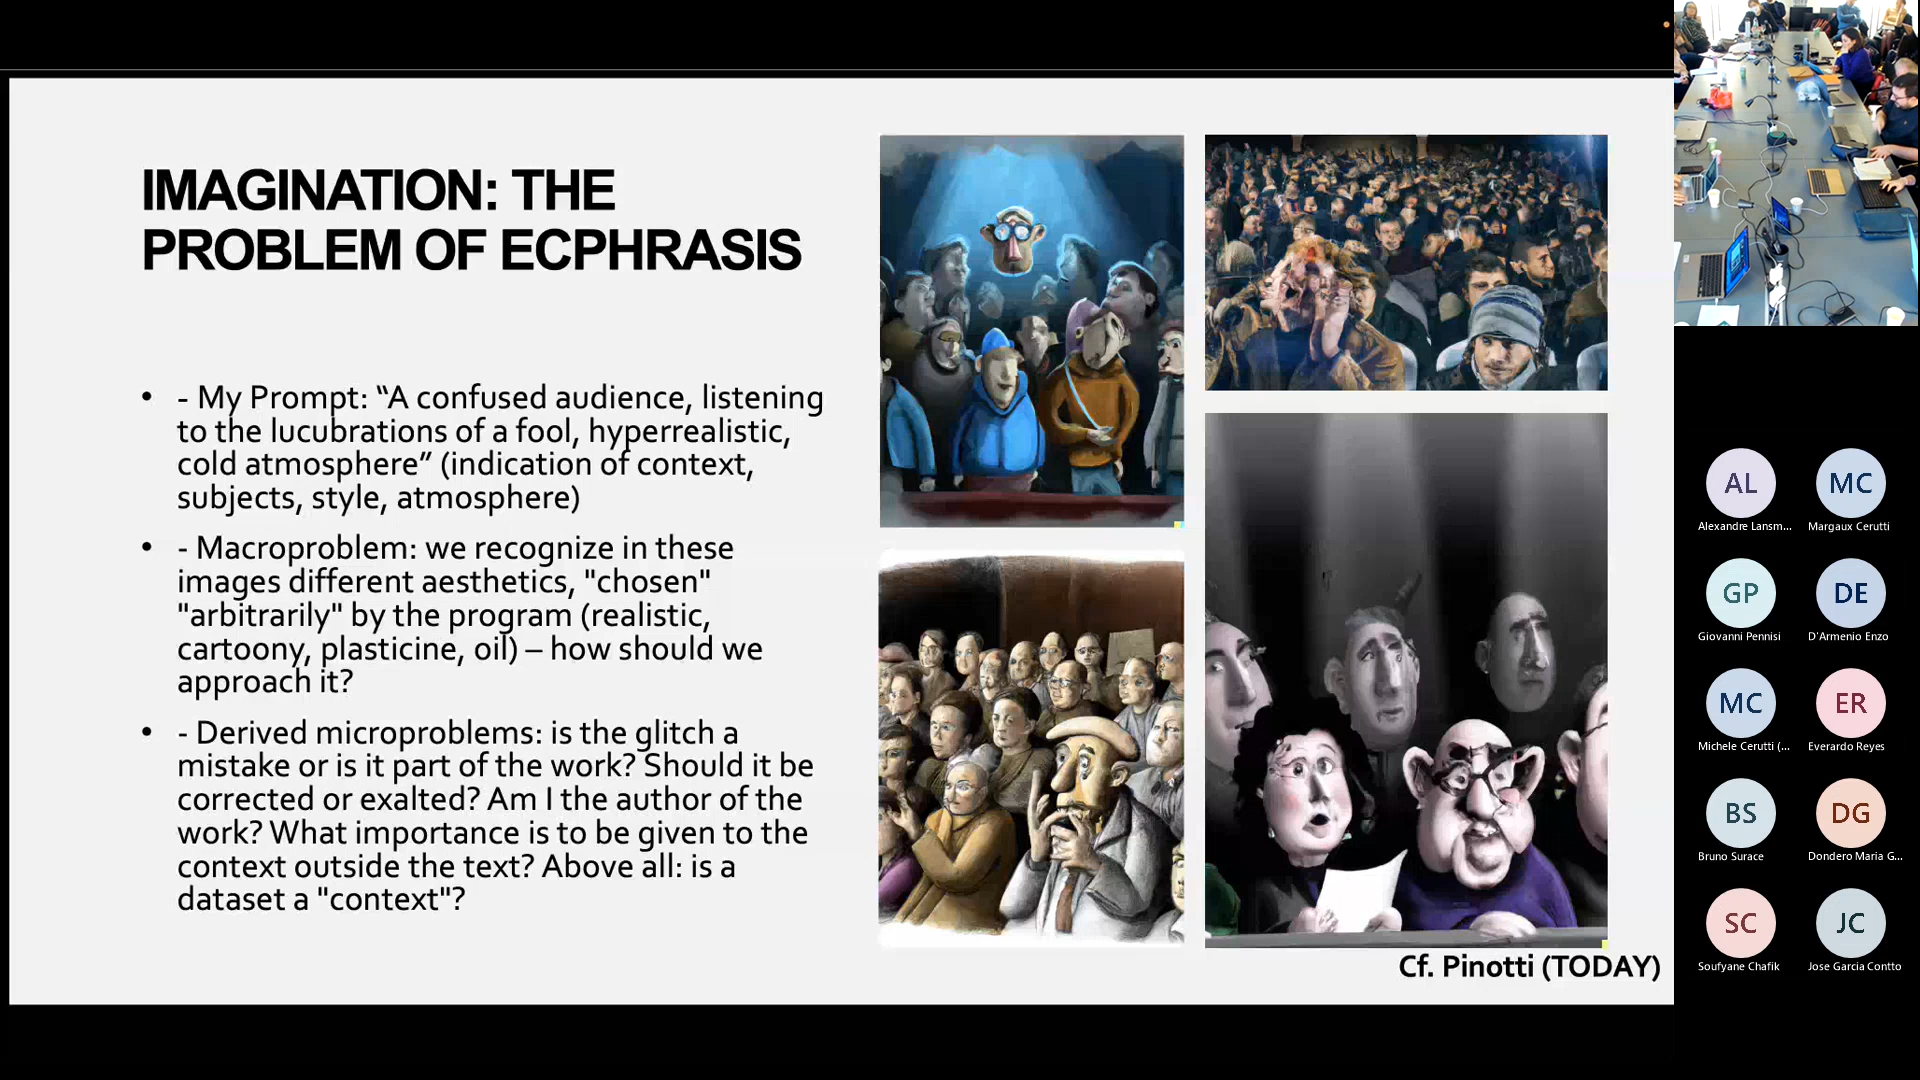 IMAGINATION: THE
PROBLEM OF ECPHRASIS
• - My Prompt: “A confused audience, listening
to the lucubrations of a fool, hyperrealistic,
cold atmosphere” (indication of context,
subjects, style, atmosphere)
• - Macroproblem: we recognize in these
images different aesthetics, "chosen"
"arbitrarily" by the program (realistic,
cartoony, plasticine, oil) – how should we
approach it?
• - Derived microproblems: is the glitch a
mistake or is it part of the work? Should it be
corrected or exalted? Am I the author of the
work? What importance is to be given to the
context outside the text? Above all: is a
dataset a "context"?
Cf. Pinotti (TODAY)
AL
Alexandre Lansm...
MC
Margaux Cerutti
GP
Giovanni Pennisi
DE
D'Armenio Enzo
MC
Michele Cerutti (...
ER
Everardo Reyes
BS
Bruno Surace
DG
Dondero Maria G...
SC
Soufyane Chafik
JC
Jose Garcia Contto